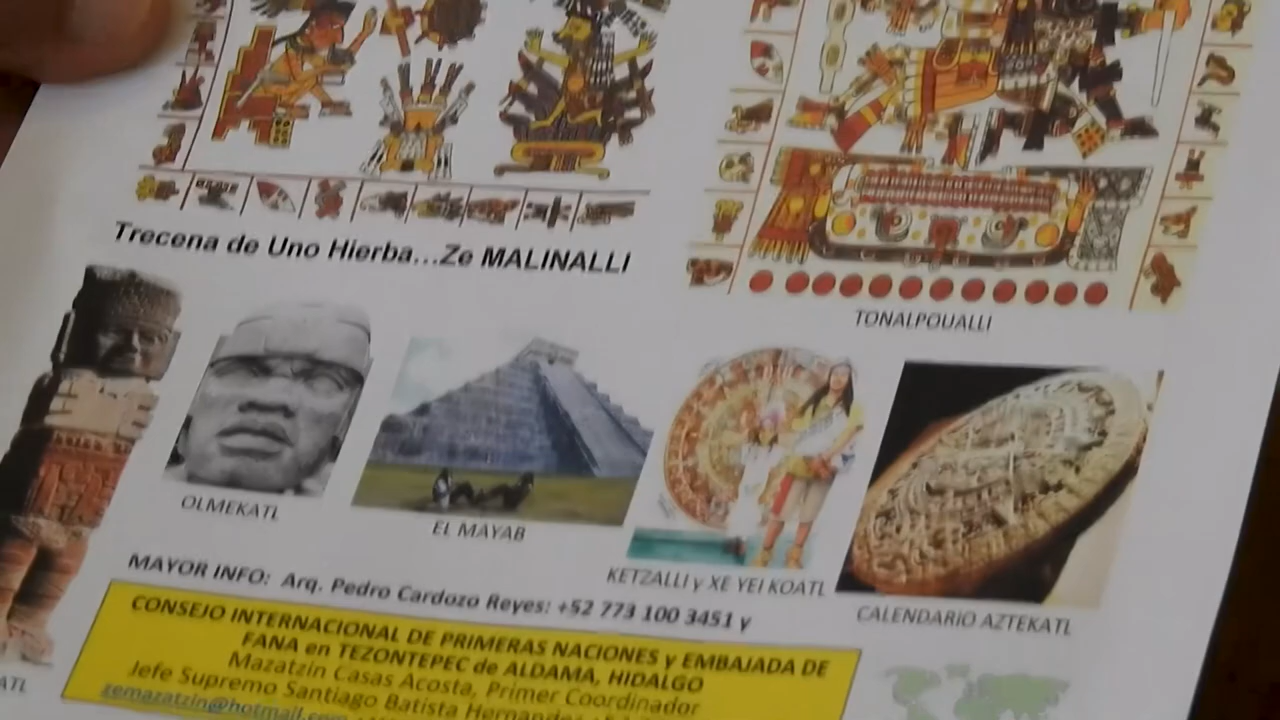 Trecena de Uno Hierba...Ze MALINALLI
TONALPOUALLI
OLMEKATL
EL MAYAB
KETZALLI y XE YEI KOATL
CALENDARIO AZTEKATL
ATL
MAYOR INFO: Arq. Pedro Cardozo Reyes: +52 773 100 3451 y
CONSEJO INTERNACIONAL DE PRIMERAS NACIONES y EMBAJADA DE
FANA en TEZONTEPEC de ALDAMA, HIDALGO
Mazatzin Casas Acosta, Primer Coordinador
Jefe Supremo Santiago Batista Hernandez
zemazatzin@hotmail.com